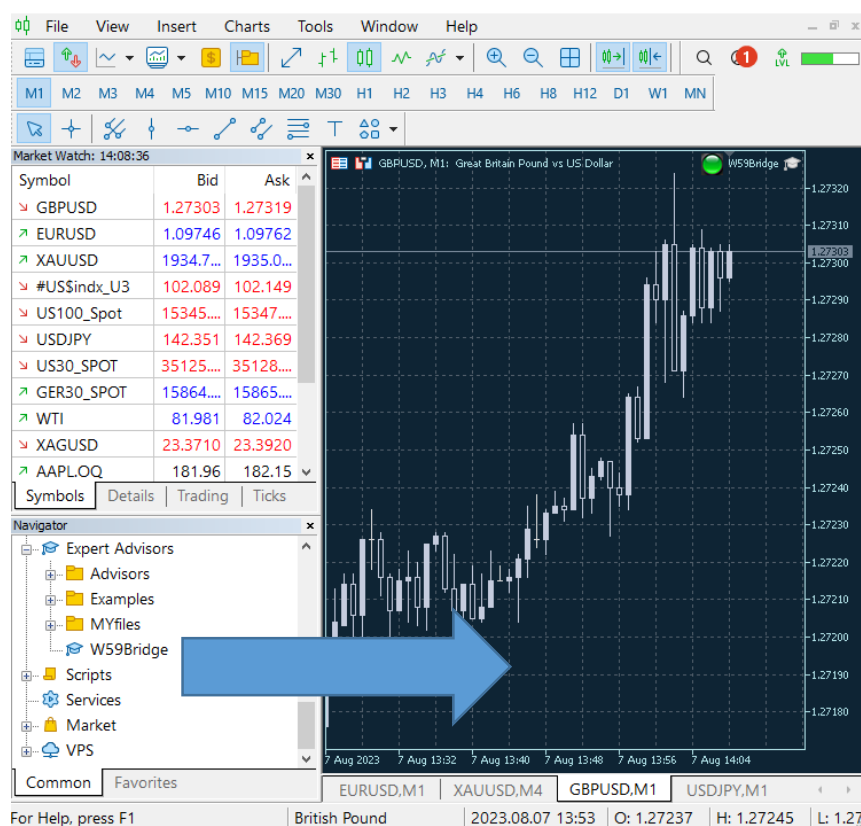 File View Insert Charts Tools Window Help
$ 1 LVL
M1 M2 M3 M4 M5 M10 M15 M20 M30 H1 H2 H3 H4 H6 H8 H12 D1 W1 MN
T
Market Watch: 14:08:36
Symbol Bid Ask
GBPUSD 1.27303 1.27319
EURUSD 1.09746 1.09762
XAUUSD 1934.7... 1935.0...
#US$indx_U3 102.089 102.149
US100_Spot 15345.... 15347....
USDJPY 142.351 142.369
US30_SPOT 35125.... 35128....
GER30_SPOT 15864.... 15865....
WTI 81.981 82.024
XAGUSD 23.3710 23.3920
AAPL.OQ 181.96 182.15
Symbols Details Trading Ticks
Navigator
Expert Advisors
Advisors
Examples
MYfiles
W59Bridge
Scripts
Services
Market
VPS
Common Favorites
GBPUSD, M1: Great Britain Pound vs US Dollar W59Bridge
1.27320
1.27310
1.27303
1.27300
1.27290
1.27280
1.27270
1.27260
1.27250
1.27240
1.27230
1.27220
1.27210
1.27200
1.27190
1.27180
7 Aug 2023 7 Aug 13:32 7 Aug 13:40 7 Aug 13:48 7 Aug 13:56 7 Aug 14:04
EURUSD,M1 XAUUSD,M4 GBPUSD,M1 USDJPY,M1
For Help, press F1 British Pound 2023.08.07 13:53 O: 1.27237 H: 1.27245 L: 1.27